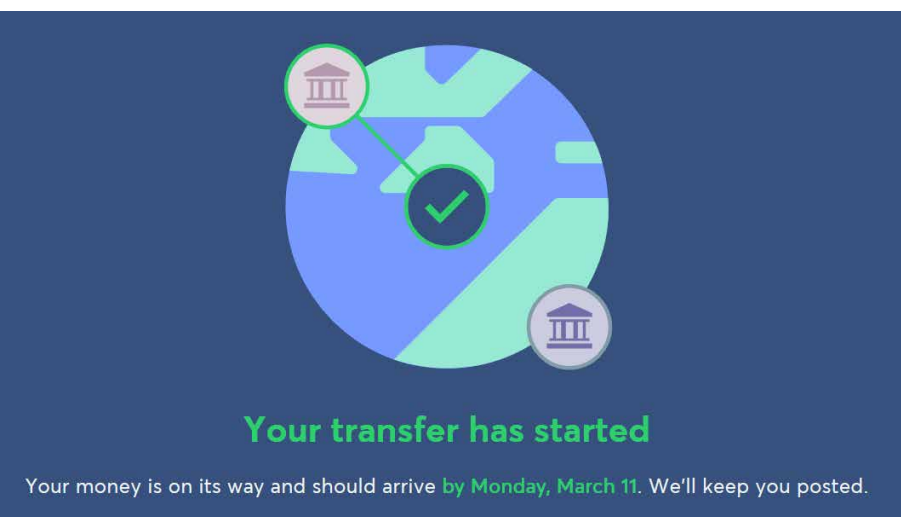 Your transfer has started
Your money is on its way and should arrive by Monday, March 11. We'll keep you posted.